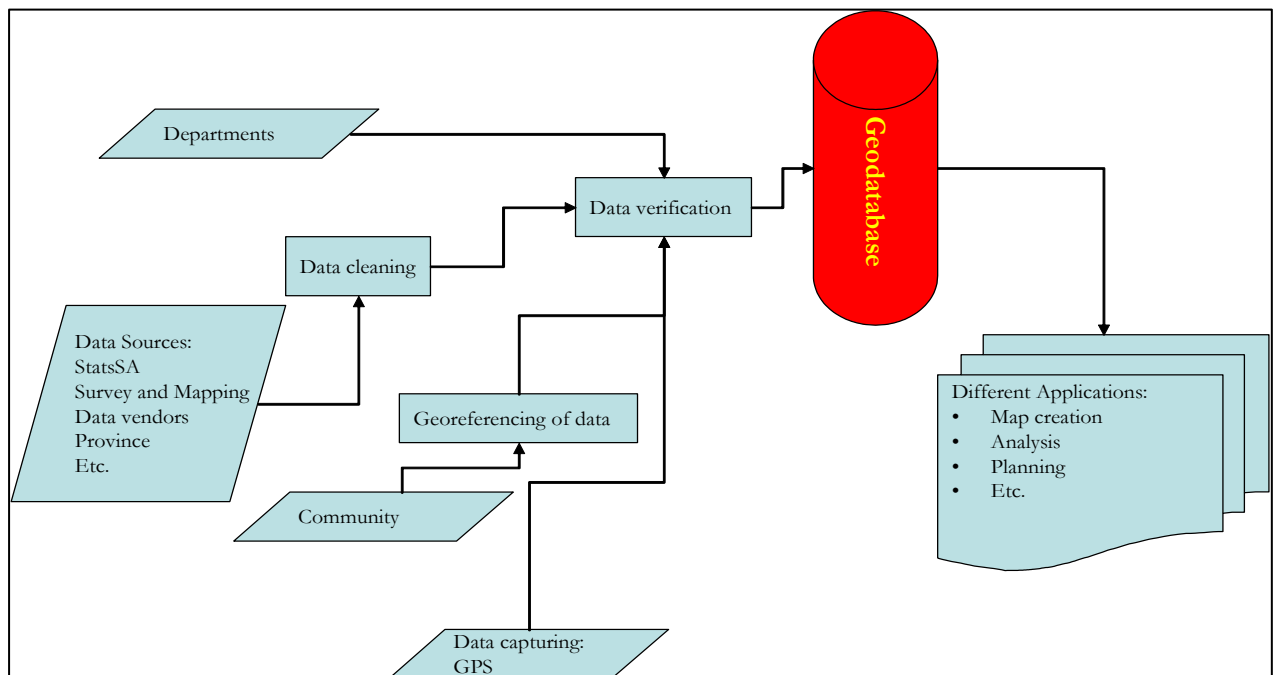 Departments
Data verification
Geodatabase
Data cleaning
Data Sources:
StatsSA
Survey and Mapping
Data vendors
Province
Etc.
Georeferencing of data
Community
Data capturing:
GPS
Different Applications:
• Map creation
• Analysis
• Planning
• Etc.